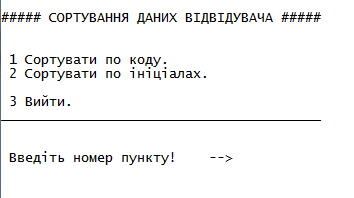 ##### СОРТУВАННЯ ДАНИХ ВІДВІДУВАЧА #####
1 Сортувати по коду.
2 Сортувати по ініціалах.
3 Вийти.
Введіть номер пункту! -->